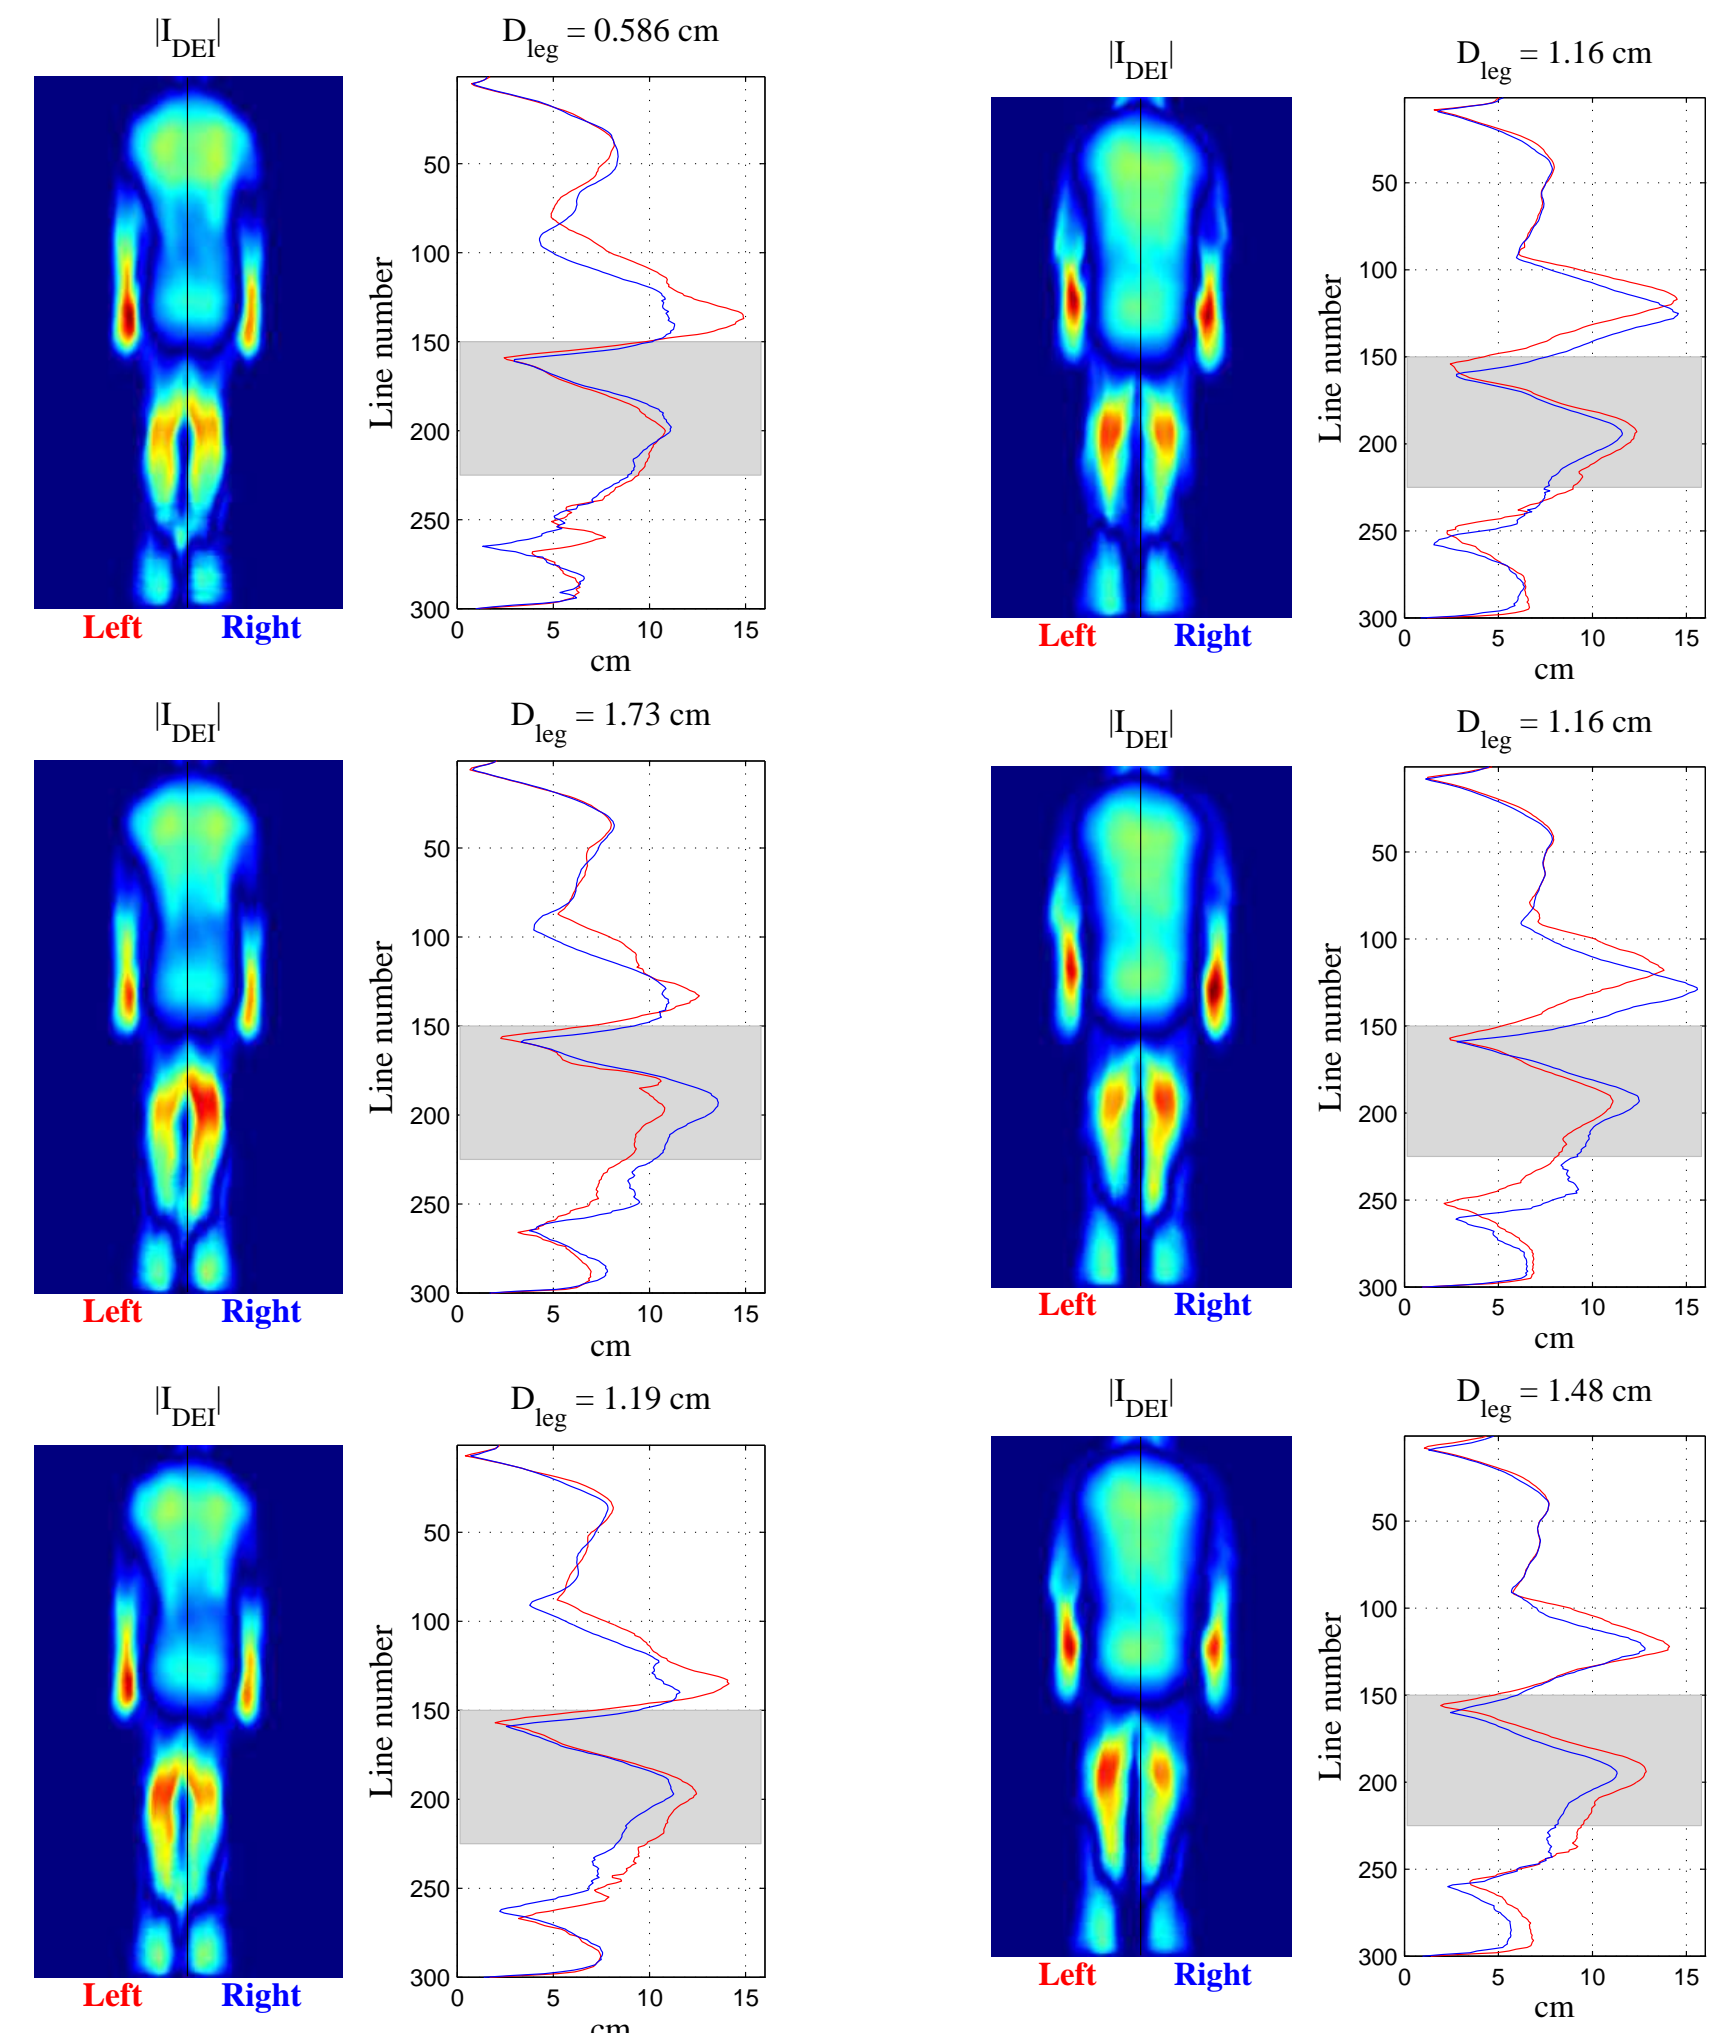 |I_DEI|
D_leg = 0.586 cm
Line number
50
100
150
200
250
300
0 5 10 15
cm
Left Right
|I_DEI|
D_leg = 1.16 cm
Line number
50
100
150
200
250
300
0 5 10 15
cm
Left Right
|I_DEI|
D_leg = 1.73 cm
Line number
50
100
150
200
250
300
0 5 10 15
cm
Left Right
|I_DEI|
D_leg = 1.16 cm
Line number
50
100
150
200
250
300
0 5 10 15
cm
Left Right
|I_DEI|
D_leg = 1.19 cm
Line number
50
100
150
200
250
300
0 5 10 15
cm
Left Right
|I_DEI|
D_leg = 1.48 cm
Line number
50
100
150
200
250
300
0 5 10 15
cm
Left Right